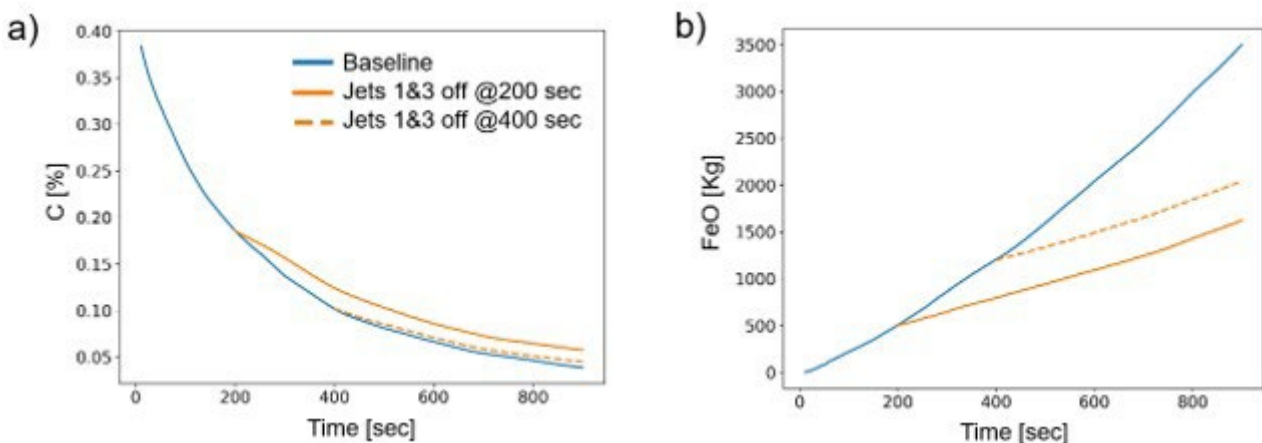 a)
0.40
0.35
0.30
0.25
0.20
0.15
0.10
0.05
C [%]
Baseline
Jets 1&3 off @200 sec
Jets 1&3 off @400 sec
0
200
400
600
800
Time [sec]
b)
3500
3000
2500
2000
1500
1000
500
0
FeO [Kg]
0
200
400
600
800
Time [sec]